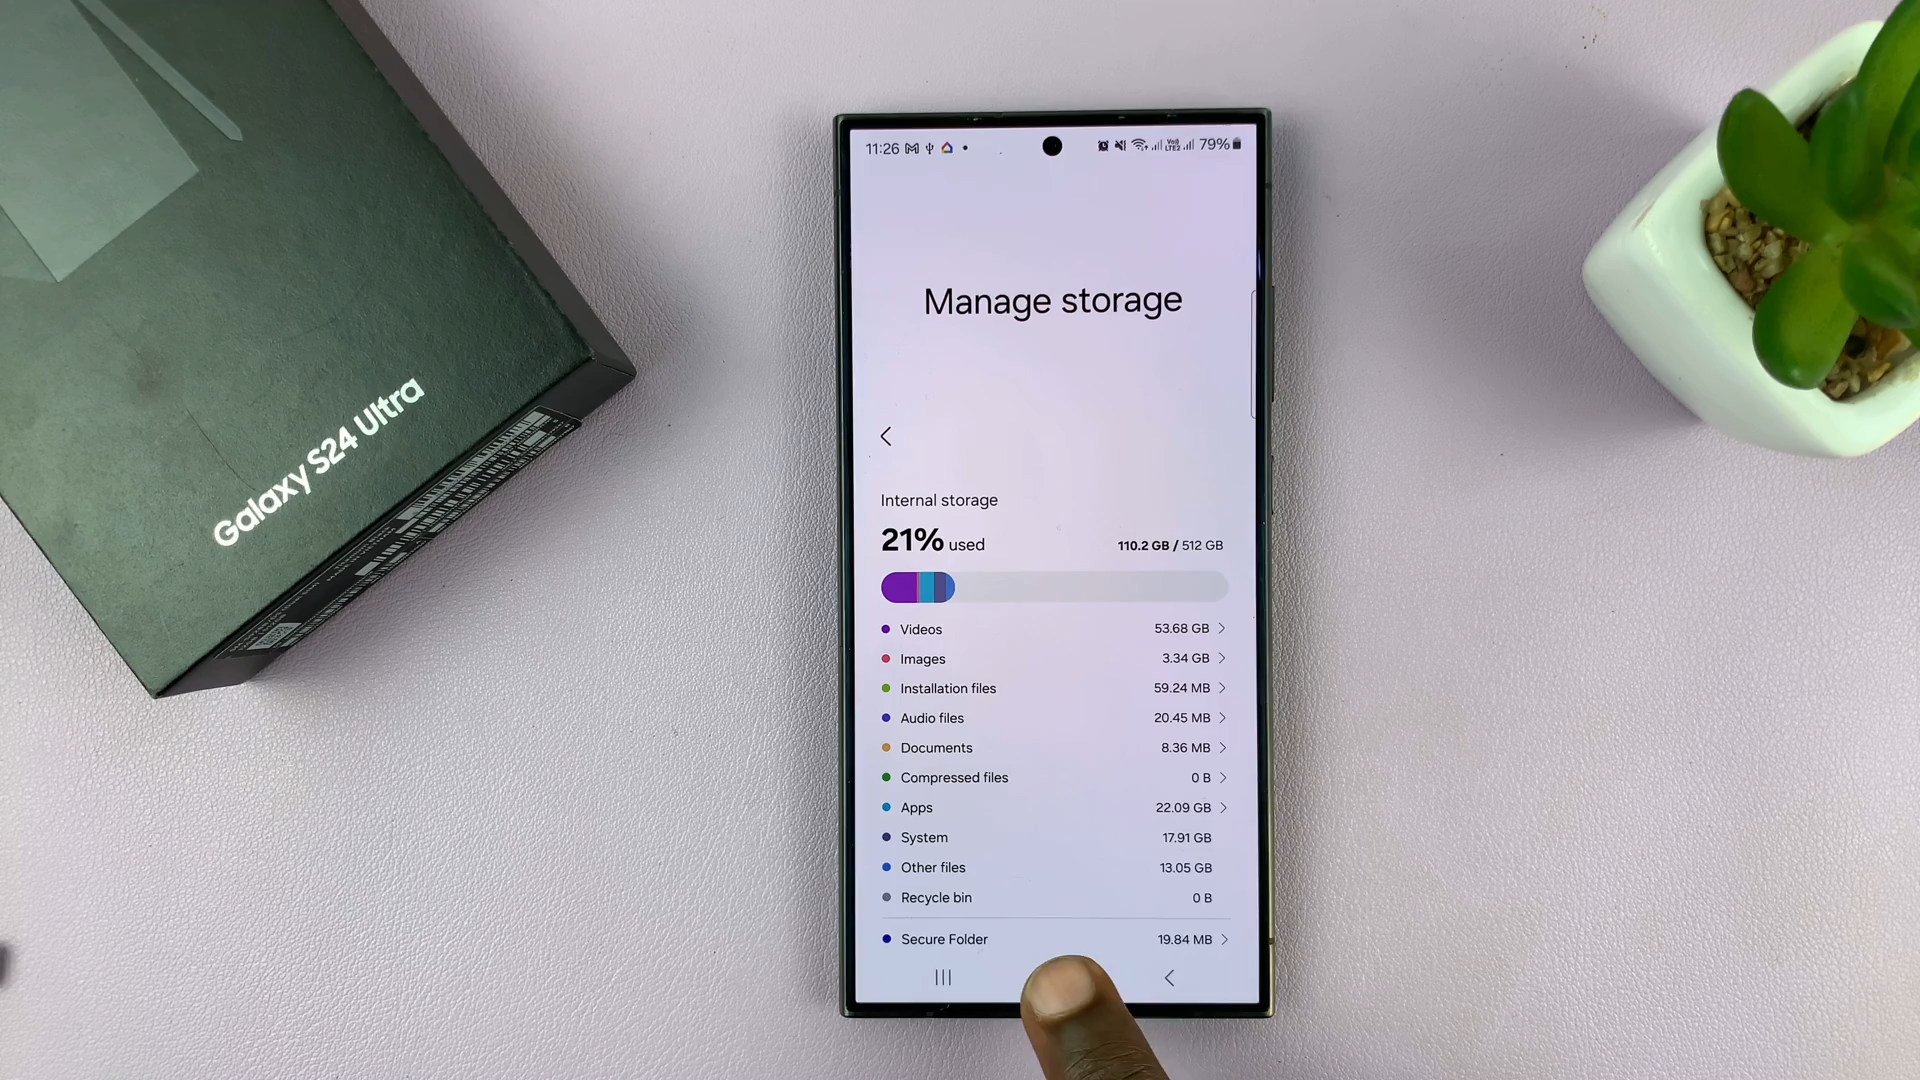 Galaxy S24 Ultra
11:26
79%
Manage storage
Internal storage
21% used
110.2 GB / 512 GB
Videos 53.68 GB
Images 3.34 GB
Installation files 59.24 MB
Audio files 20.45 MB
Documents 8.36 MB
Compressed files 0 B
Apps 22.09 GB
System 17.91 GB
Other files 13.05 GB
Recycle bin 0 B
Secure Folder 19.84 MB